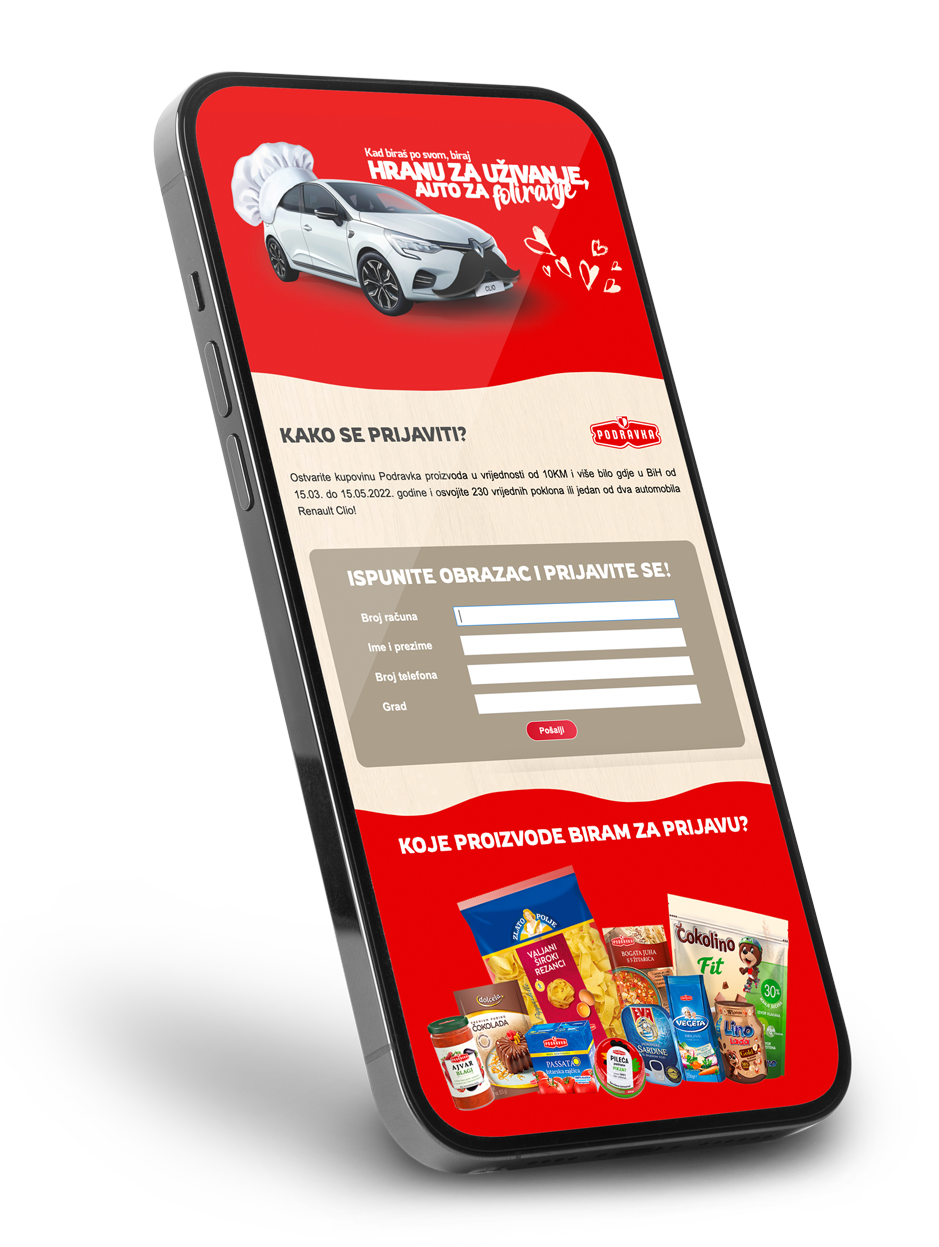 Kad biraš po svom, biraj
HRANU ZA UŽIVANJE,
AUTO ZA foliranje
CLIO
KAKO SE PRIJAVITI?
PODRAVKA
Ostvarite kupovinu Podravka proizvoda u vrijednosti od 10KM i više bilo gdje u BiH od
15.03. do 15.05.2022. godine i osvojite 230 vrijednih poklona ili jedan od dva automobila
Renault Clio!
ISPUNITE OBRAZAC I PRIJAVITE SE!
Broj računa
Ime i prezime
Broj telefona
Grad
Pošalji
KOJE PROIZVODE BIRAM ZA PRIJAVU?
ZLATO POLJE
VALJANI
ŠIROKI
REZANCI
PODRAVKA
BOGATA JUHA
S 3 ŽITARICA
Čokolino
Fit
30%
dolcela
ČOKOLADA
PODRAVKA
AJVAR
BLAGI
PODRAVKA
PASSATA
Istarska rajčica
PILEĆA
EVA
SARDINE
VEGETA
Lino
Lada
Gold